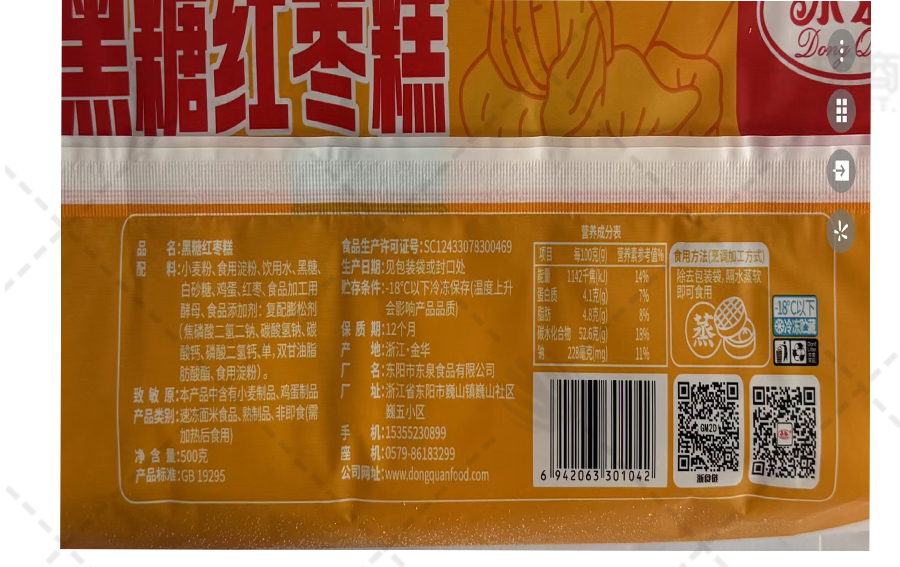 黑糖红枣糕
Dong Q
品 名:黑糖红枣糕
配 料:小麦粉、食用淀粉、饮用水、黑糖、
白砂糖、鸡蛋、红枣、食品加工用
酵母、食品添加剂: 复配膨松剂
(焦磷酸二氢二钠、碳酸氢钠、碳
酸钙、磷酸二氢钙、单,双甘油脂
肪酸酯、食用淀粉)。
致 敏 原:本产品中含有小麦制品、鸡蛋制品
产品类别:速冻面米食品、熟制品、非即食(需
加热后食用)
净 含 量:500克
产品标准:GB 19295
食品生产许可证号:SC12433078300469
生产日期:见包装袋或封口处
贮存条件:-18°C以下冷冻保存(温度上升
会影响产品品质)
保 质 期:12个月
产 地:浙江·金华
厂 名:东阳市东泉食品有限公司
厂 址:浙江省东阳市巍山镇巍山社区
巍五小区
手 机:15355230899
座 机:0579-86183299
公司网址:www.dongquanfood.com
营养成分表
项目 每100克(g) 营养素参考值%
能量 1142千焦(kJ) 14%
蛋白质 4.1克(g) 7%
脂肪 4.8克(g) 8%
碳水化合物 52.6克(g) 18%
钠 228毫克(mg) 11%
食用方法(烹调加工方式)
除去包装袋,隔水蒸软
即可食用
蒸
-18°C以下
冷冻贮藏
6 942063 301042
GM2D
浙食链
商